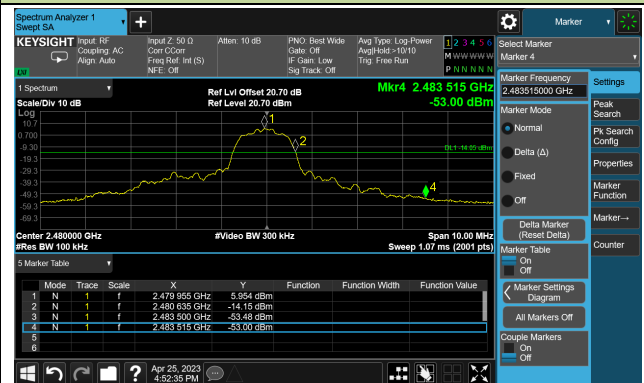 Spectrum Analyzer 1
Swept SA
Marker
KEYSIGHT
Input: RF
Coupling: AC
Align: Auto
Input Z: 50 Ω
Corr CCorr
Freq Ref: Int (S)
NFE: Off
Atten: 10 dB
PNO: Best Wide
Gate: Off
IF Gain: Low
Sig Track: Off
Avg Type: Log-Power
Avg|Hold:>10/10
Trig: Free Run
1 2 3 4 5 6
M W W W W W
P N N N N N
Select Marker
Marker 4
1 Spectrum
Scale/Div 10 dB
Ref Lvl Offset 20.70 dB
Ref Level 20.70 dBm
Mkr4 2.483 515 GHz
-53.00 dBm
Log
10.7
0.700
-9.30
-19.3
-29.3
-39.3
-49.3
-59.3
-69.3
1
2
4
DL1 -14.05 dBm
Center 2.480000 GHz
#Res BW 100 kHz
#Video BW 300 kHz
Span 10.00 MHz
Sweep 1.07 ms (2001 pts)
5 Marker Table
Mode Trace Scale X Y Function Function Width Function Value
1 N 1 f 2.479 955 GHz 5.954 dBm
2 N 1 f 2.480 635 GHz -14.15 dBm
3 N 1 f 2.483 500 GHz -53.48 dBm
4 N 1 f 2.483 515 GHz -53.00 dBm
5
6
Marker Frequency
2.483515000 GHz
Marker Mode
Normal
Delta (Δ)
Fixed
Off
Delta Marker
(Reset Delta)
Marker Table
On
Off
Marker Settings
Diagram
All Markers Off
Couple Markers
On
Off
Settings
Peak
Search
Pk Search
Config
Properties
Marker
Function
Marker→
Counter
Apr 25, 2023
4:52:35 PM